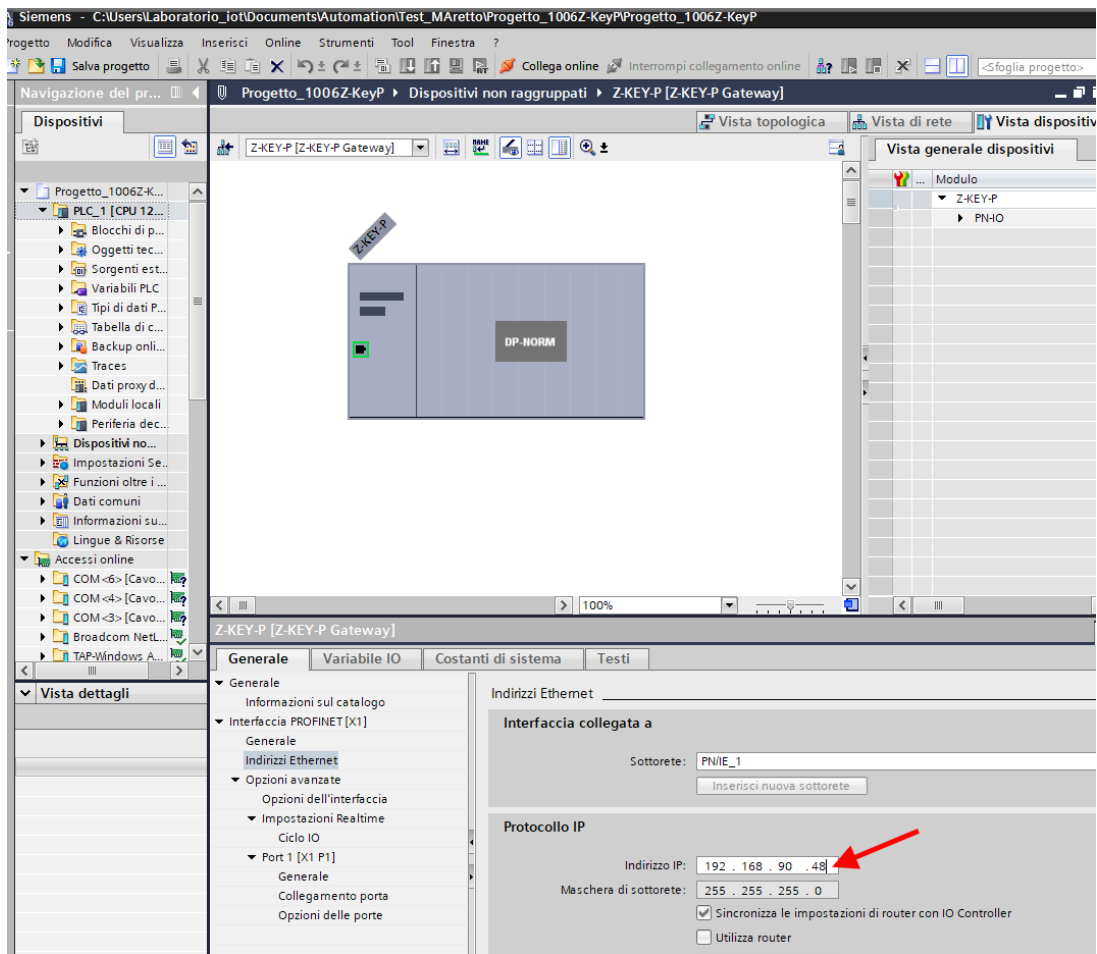 Siemens - C:\Users\Laboratorio_iot\Documents\Automation\Test_MAretto\Progetto_1006Z-KeyP\Progetto_1006Z-KeyP
Progetto Modifica Visualizza Inserisci Online Strumenti Tool Finestra ?
Salva progetto Collega online Interrompi collegamento online <Sfoglia progetto>
Navigazione del pr...
Progetto_1006Z-KeyP Dispositivi non raggruppati Z-KEY-P [Z-KEY-P Gateway]
Dispositivi
Vista topologica Vista di rete Vista dispositiv
Z-KEY-P [Z-KEY-P Gateway]
Vista generale dispositivi
... Modulo
Z-KEY-P
PN-IO
Progetto_1006Z-K...
PLC_1 [CPU 12...
Blocchi di p...
Oggetti tec...
Sorgenti est...
Variabili PLC
Tipi di dati P...
Tabella di c...
Backup onli...
Traces
Dati proxy d...
Moduli locali
Periferia dec...
Dispositivi no...
Impostazioni Se..
Funzioni oltre i ...
Dati comuni
Informazioni su...
Lingue & Risorse
Accessi online
COM <6> [Cavo...
COM <4> [Cavo...
COM <3> [Cavo...
Broadcom NetL...
TAP-Windows A...
Z-KEY-P
DP-NORM
100%
Vista dettagli
Z-KEY-P [Z-KEY-P Gateway]
Generale Variabile IO Costanti di sistema Testi
Generale
Informazioni sul catalogo
Interfaccia PROFINET [X1]
Generale
Indirizzi Ethernet
Opzioni avanzate
Opzioni dell'interfaccia
Impostazioni Realtime
Ciclo IO
Port 1 [X1 P1]
Generale
Collegamento porta
Opzioni delle porte
Indirizzi Ethernet
Interfaccia collegata a
Sottorete: PN/IE_1
Inserisci nuova sottorete
Protocollo IP
Indirizzo IP: 192 . 168 . 90 . 48
Maschera di sottorete: 255 . 255 . 255 . 0
Sincronizza le impostazioni di router con IO Controller
Utilizza router